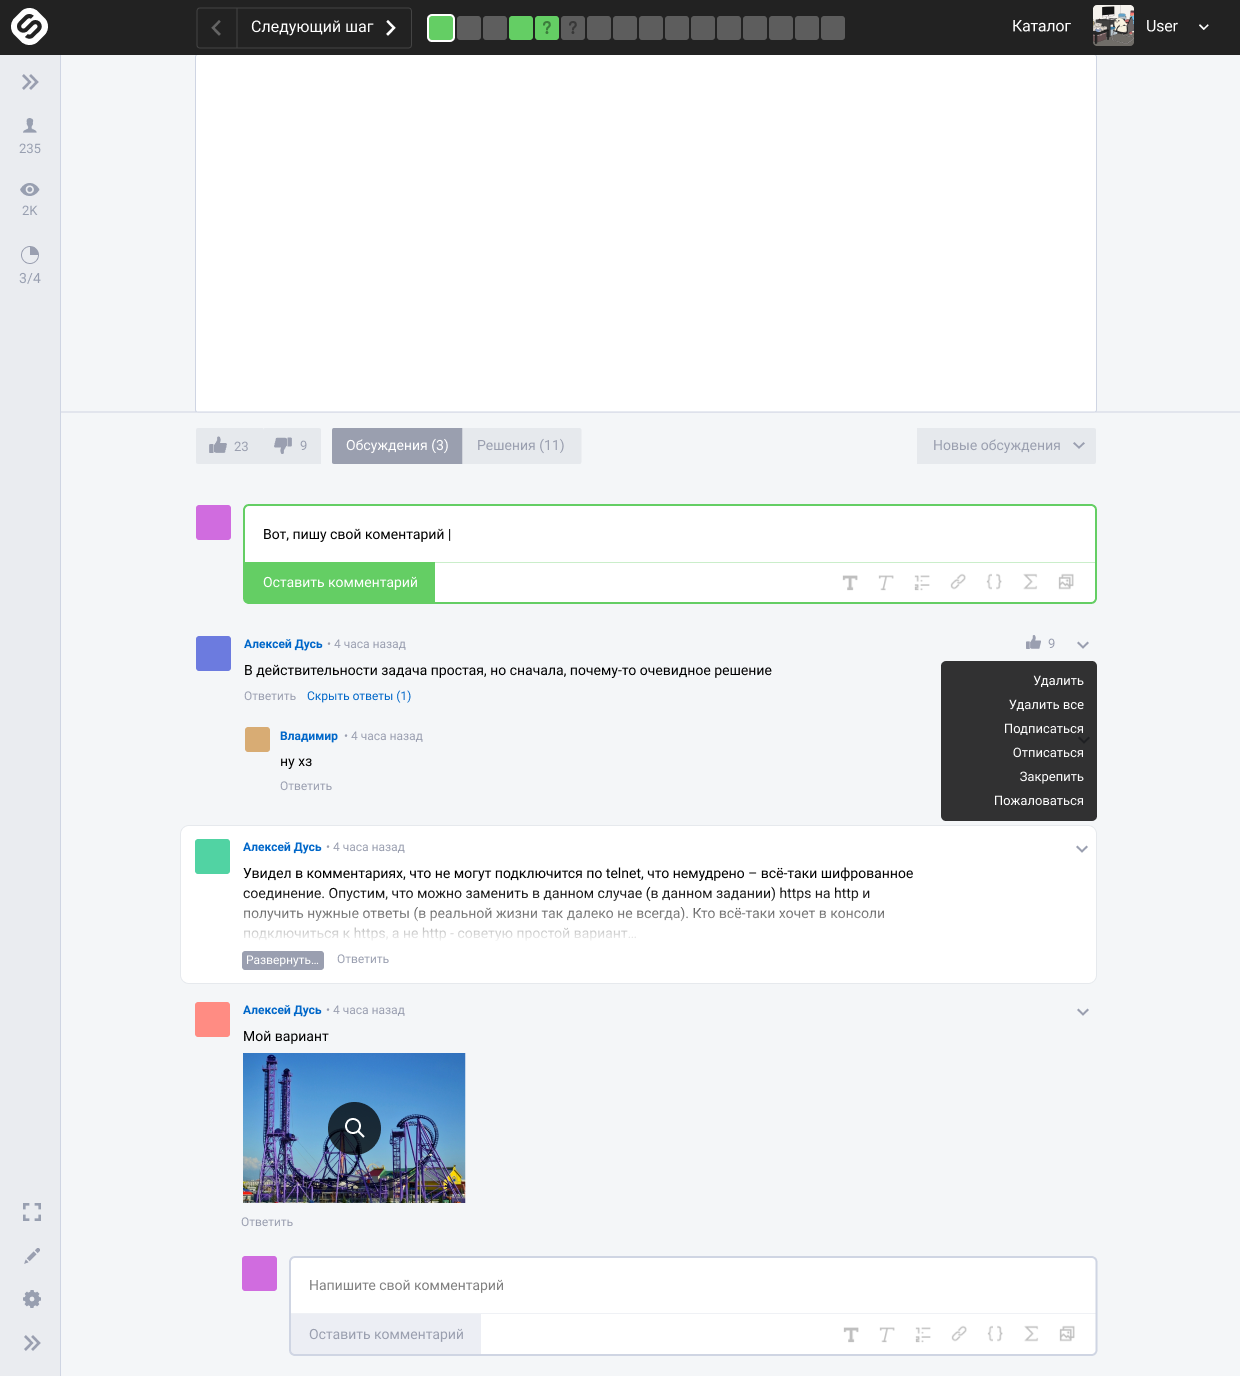 Следующий шаг
?
?
Каталог
User
235
2K
3/4
23
9
Обсуждения (3)
Решения (11)
Новые обсуждения
Вот, пишу свой коментарий |
Оставить комментарий
Алексей Дусь • 4 часа назад
9
В действительности задача простая, но сначала, почему-то очевидное решение
Ответить Скрыть ответы (1)
Удалить
Удалить все
Подписаться
Отписаться
Закрепить
Пожаловаться
Владимир • 4 часа назад
ну хз
Ответить
Алексей Дусь • 4 часа назад
Увидел в комментариях, что не могут подключится по telnet, что немудрено – всё-таки шифрованное
соединение. Опустим, что можно заменить в данном случае (в данном задании) https на http и
получить нужные ответы (в реальной жизни так далеко не всегда). Кто всё-таки хочет в консоли
подключиться к https, а не http - советую простой вариант...
Развернуть... Ответить
Алексей Дусь • 4 часа назад
Мой вариант
Ответить
Напишите свой комментарий
Оставить комментарий